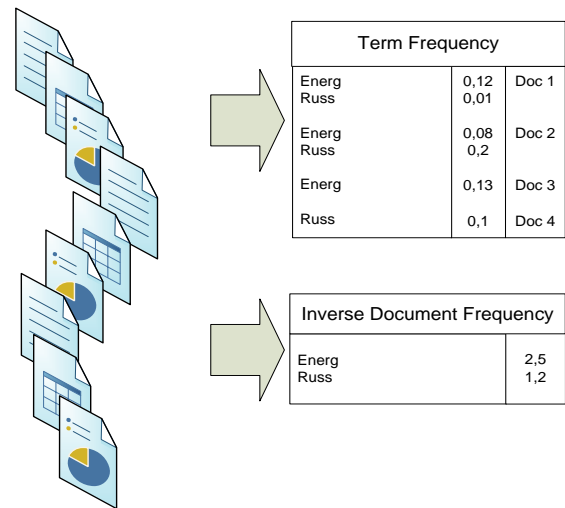 Term Frequency
Energ 0,12 Doc 1
Russ 0,01
Energ 0,08 Doc 2
Russ 0,2
Energ 0,13 Doc 3
Russ 0,1 Doc 4
Inverse Document Frequency
Energ 2,5
Russ 1,2